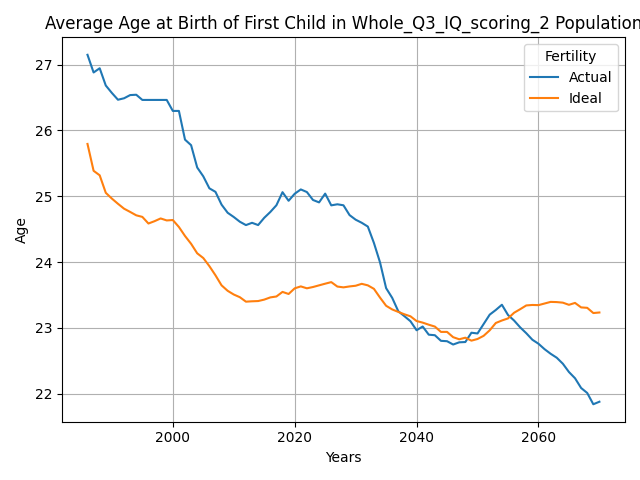 Average Age at Birth of First Child in Whole_Q3_IQ_scoring_2 Population
Fertility
Actual
Ideal
27
26
25
24
23
22
Age
2000 2020 2040 2060
Years